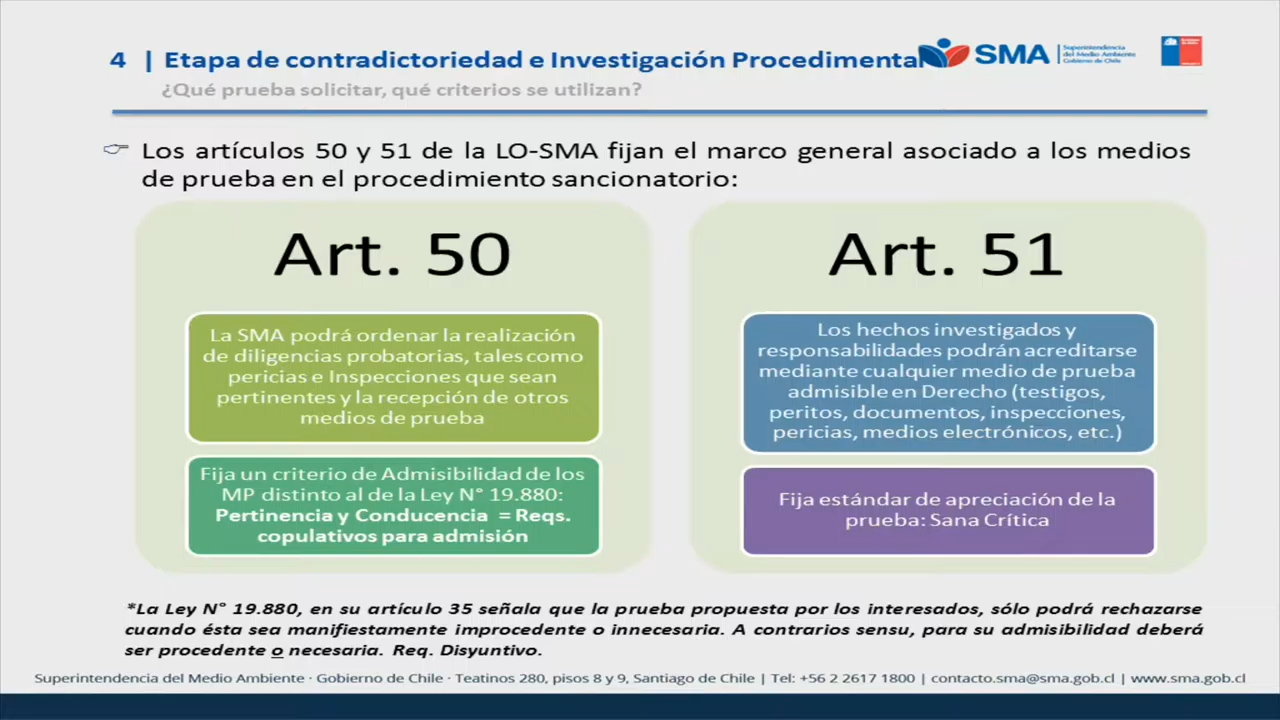 4 | Etapa de contradictoriedad e Investigación Procedimental
SMA
Superintendencia
del Medio Ambiente
Gobierno de Chile
¿Qué prueba solicitar, qué criterios se utilizan?
Los artículos 50 y 51 de la LO-SMA fijan el marco general asociado a los medios
de prueba en el procedimiento sancionatorio:
Art. 50
La SMA podrá ordenar la realización
de diligencias probatorias, tales como
pericias e Inspecciones que sean
pertinentes y la recepción de otros
medios de prueba
Fija un criterio de Admisibilidad de los
MP distinto al de la Ley N° 19.880:
Pertinencia y Conducencia = Reqs.
copulativos para admisión
Art. 51
Los hechos investigados y
responsabilidades podrán acreditarse
mediante cualquier medio de prueba
admisible en Derecho (testigos,
peritos, documentos, inspecciones,
pericias, medios electrónicos, etc.)
Fija estándar de apreciación de la
prueba: Sana Crítica
*La Ley N° 19.880, en su artículo 35 señala que la prueba propuesta por los interesados, sólo podrá rechazarse
cuando ésta sea manifiestamente improcedente o innecesaria. A contrarios sensu, para su admisibilidad deberá
ser procedente o necesaria. Req. Disyuntivo.
Superintendencia del Medio Ambiente · Gobierno de Chile · Teatinos 280, pisos 8 y 9, Santiago de Chile | Tel: +56 2 2617 1800 | contacto.sma@sma.gob.cl | www.sma.gob.cl